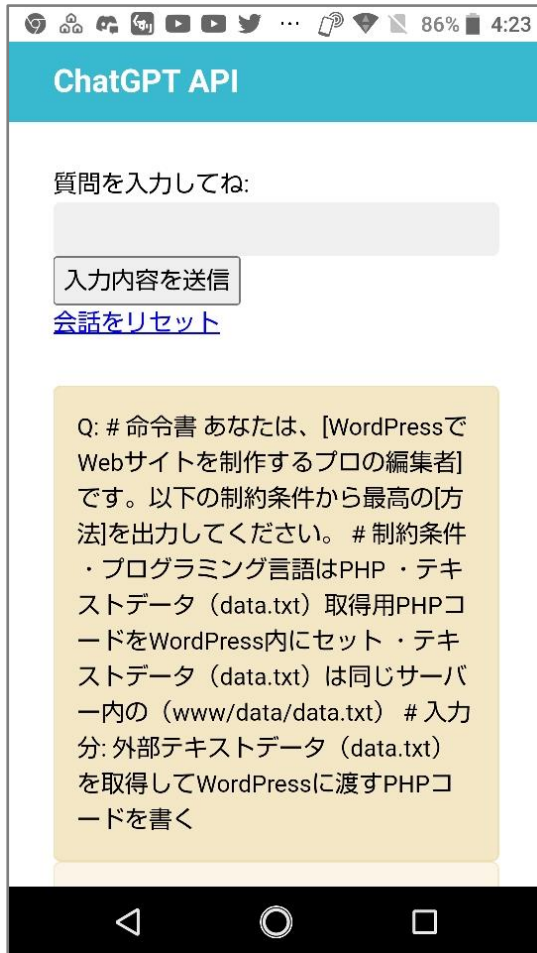 86% 4:23
ChatGPT API
質問を入力してね:
入力内容を送信
会話をリセット
Q: # 命令書 あなたは、[WordPressで
Webサイトを制作するプロの編集者]
です。以下の制約条件から最高の[方
法]を出力してください。 # 制約条件
・プログラミング言語はPHP ・テキ
ストデータ（data.txt）取得用PHPコ
ードをWordPress内にセット ・テキ
ストデータ（data.txt）は同じサーバ
ー内の（www/data/data.txt） # 入力
分: 外部テキストデータ（data.txt）
を取得してWordPressに渡すPHPコ
ードを書く